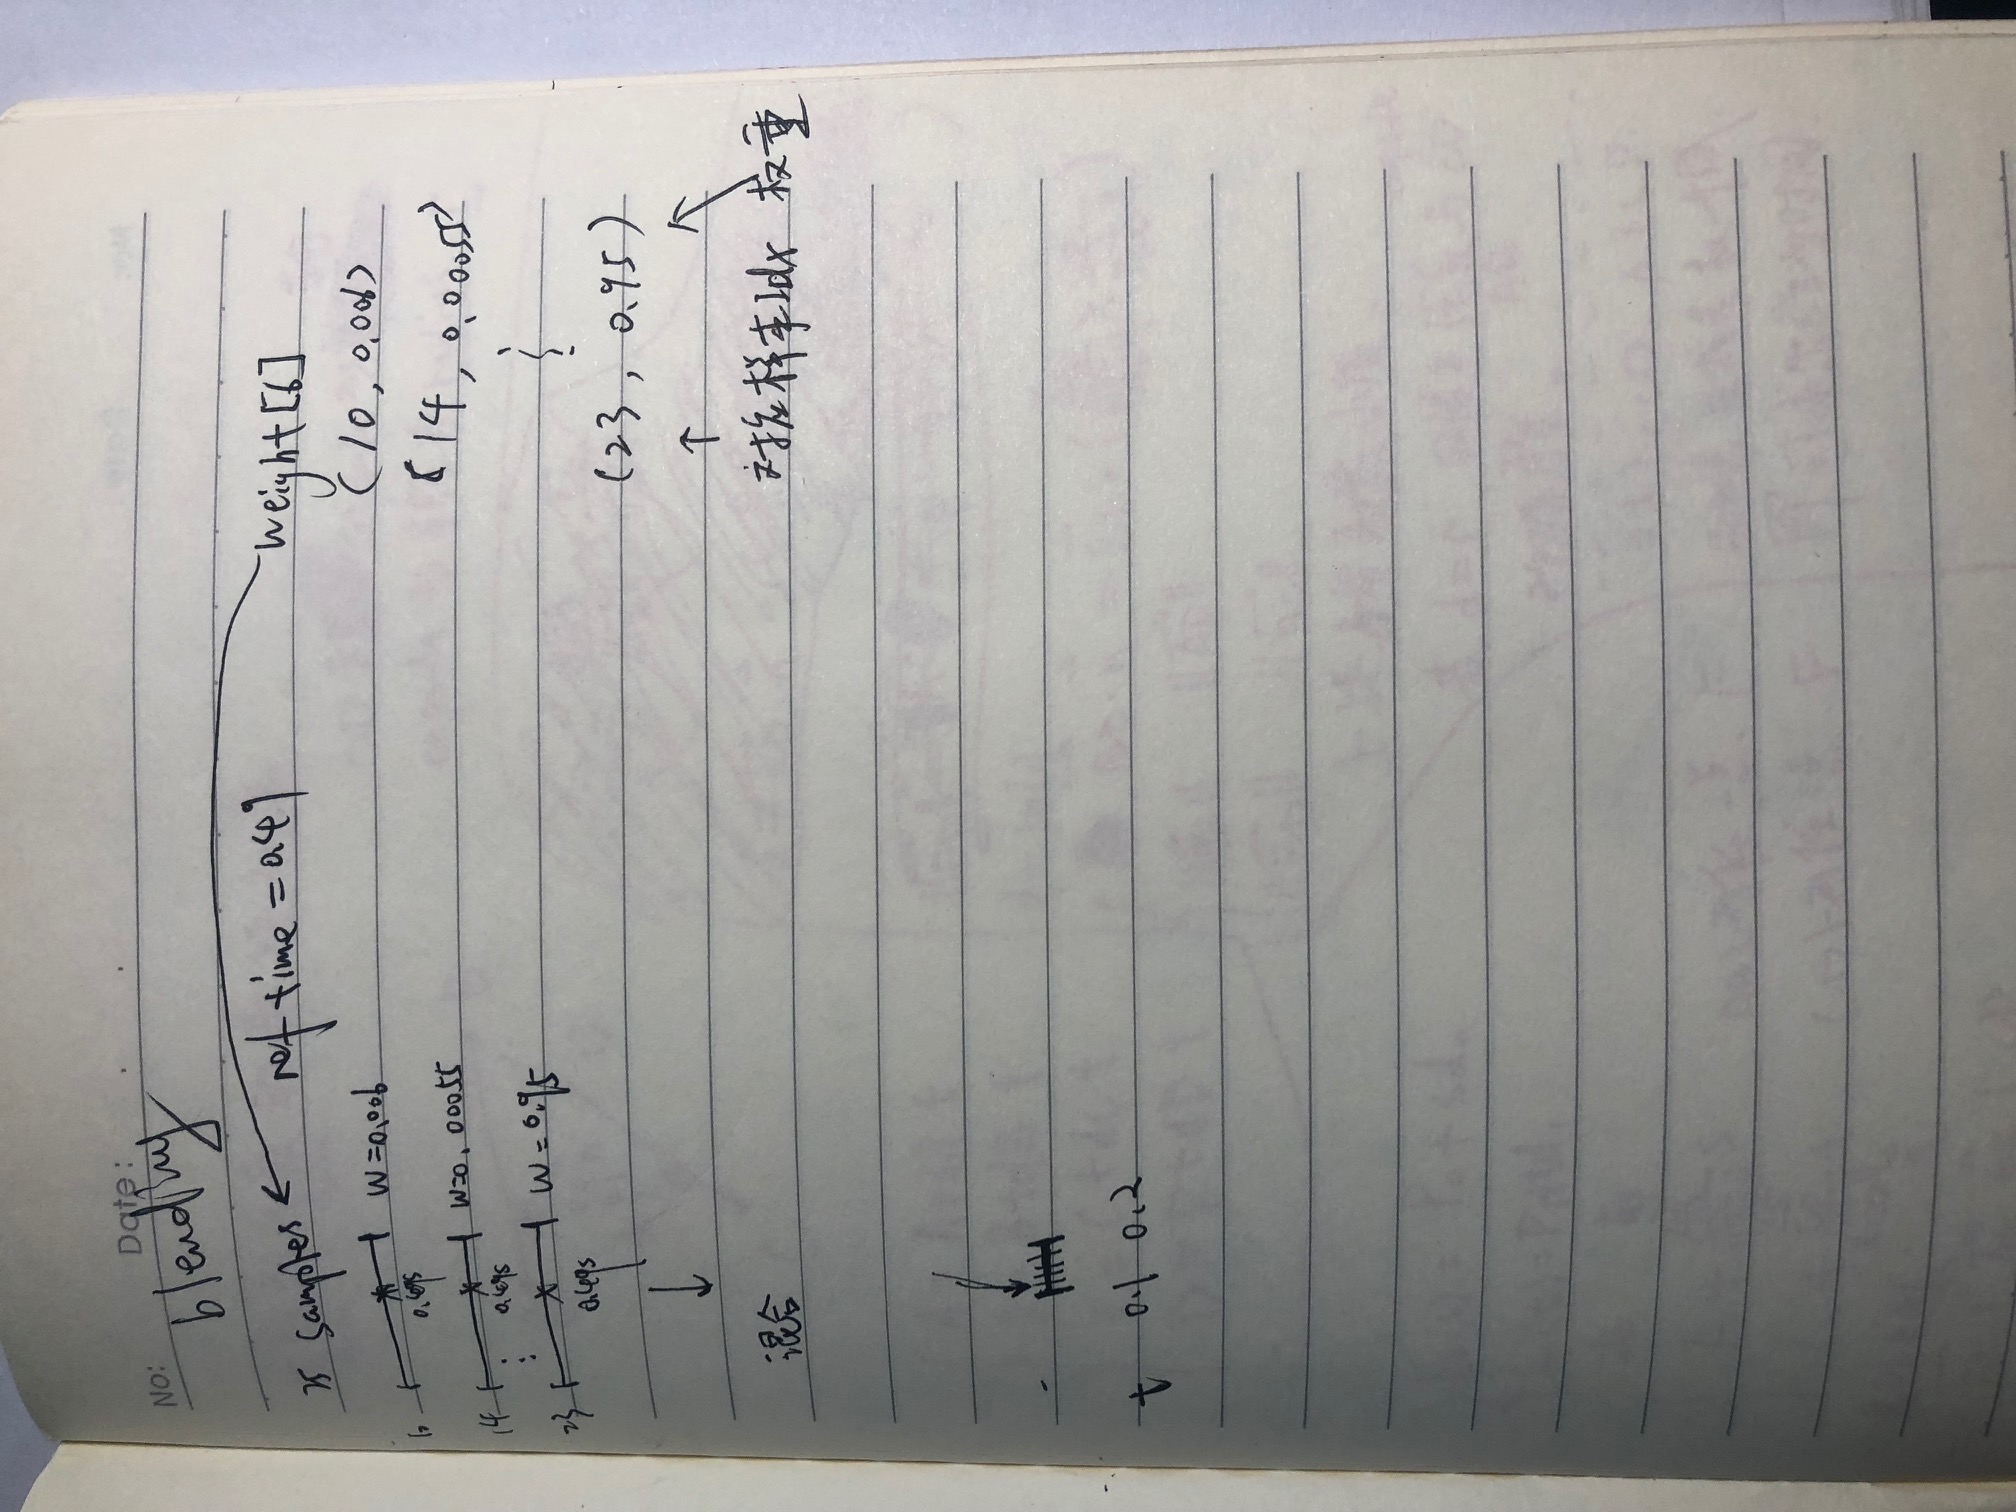 No:
Date:
blending
25 samples
ref time = 0.49
weight [6]
10
W=0.006
0.495
(10, 0.006)
14
W=0.00055
0.495
(14, 0.00055)
23
W=0.95
0.495
(23, 0.95)
混合
对应样本Idx 权重
t 0.1 0.2